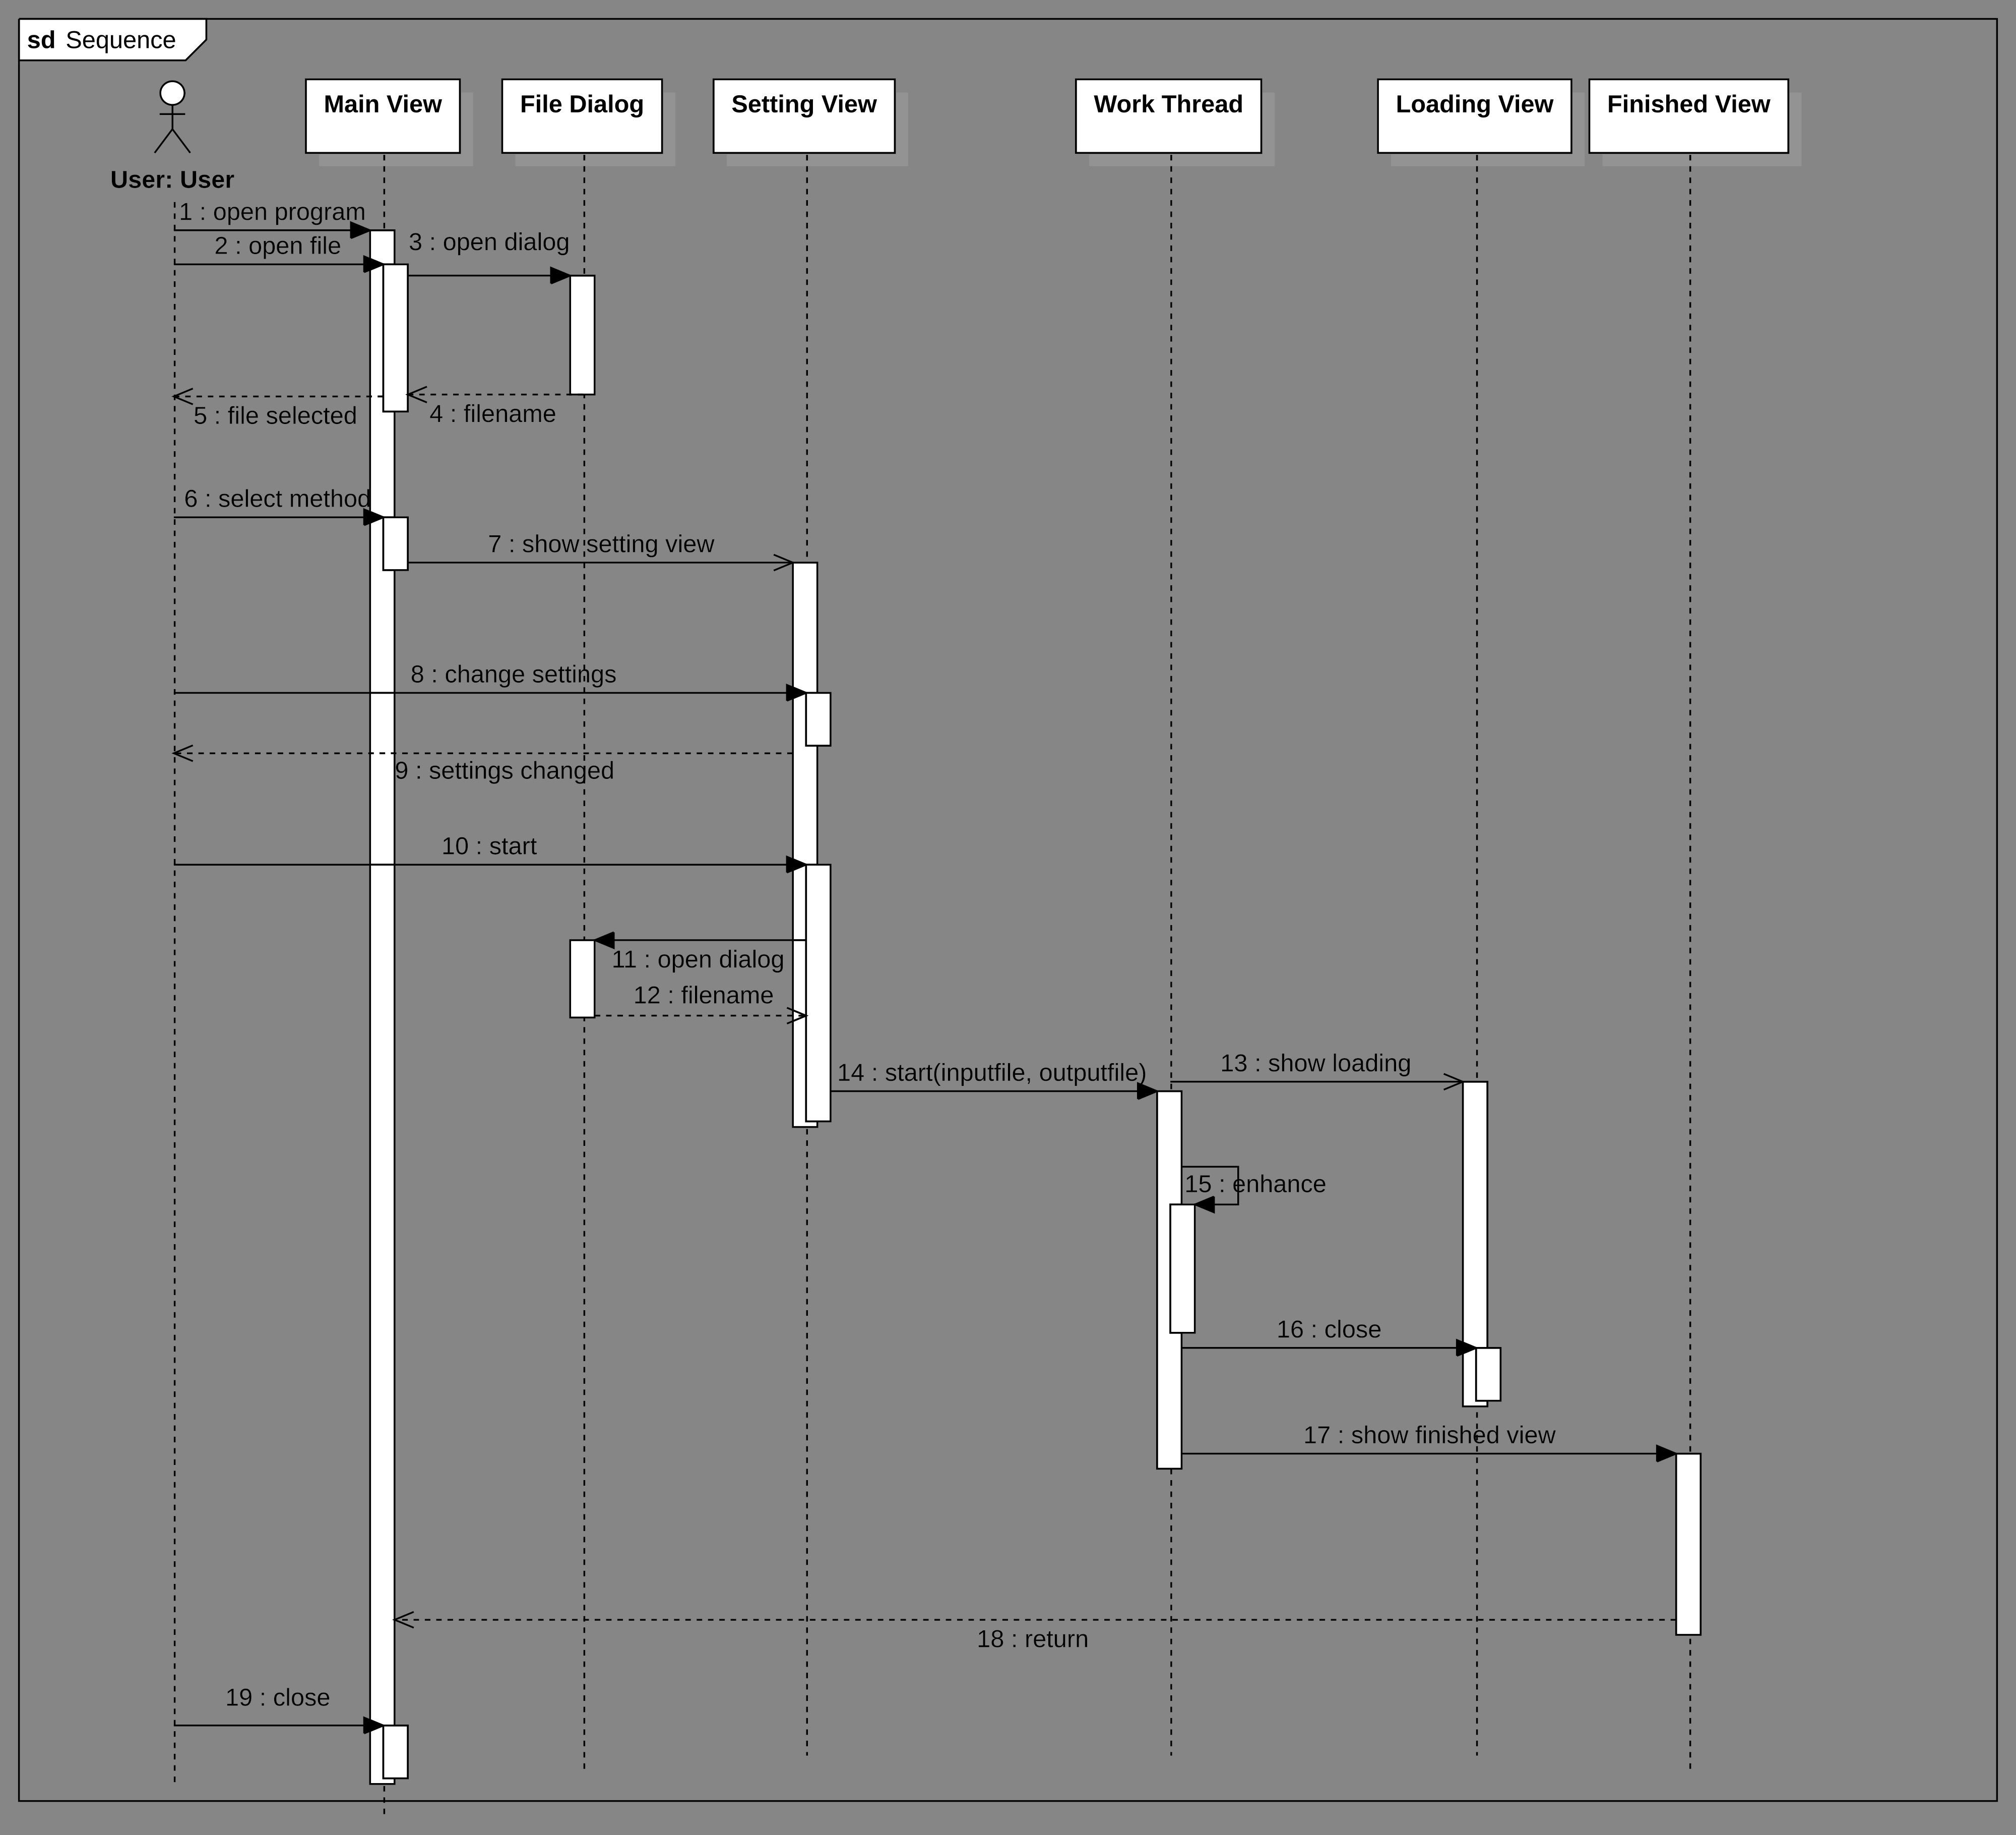 sd Sequence
Main View
File Dialog
Setting View
Work Thread
Loading View
Finished View
User: User
1 : open program
2 : open file
3 : open dialog
4 : filename
5 : file selected
6 : select method
7 : show setting view
8 : change settings
9 : settings changed
10 : start
11 : open dialog
12 : filename
13 : show loading
14 : start(inputfile, outputfile)
15 : enhance
16 : close
17 : show finished view
18 : return
19 : close